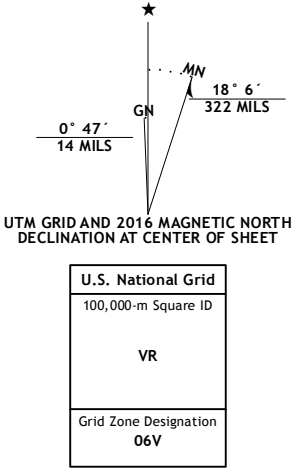 ★
MN
18° 6´
322 MILS
GN
0° 47´
14 MILS
UTM GRID AND 2016 MAGNETIC NORTH
DECLINATION AT CENTER OF SHEET
U.S. National Grid
100,000-m Square ID
VR
Grid Zone Designation
06V